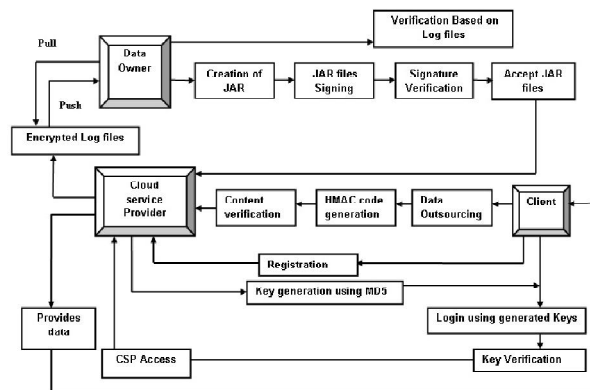 Verification Based on
Log files
Pull
Data
Owner
Creation of
JAR
JAR files
Signing
Signature
Verification
Accept JAR
files
Push
Encrypted Log files
Cloud
service
Provider
Content
verification
HMAC code
generation
Data
Outsourcing
Client
Registration
Key generation using MD5
Provides
data
Login using generated Keys
CSP Access
Key Verification